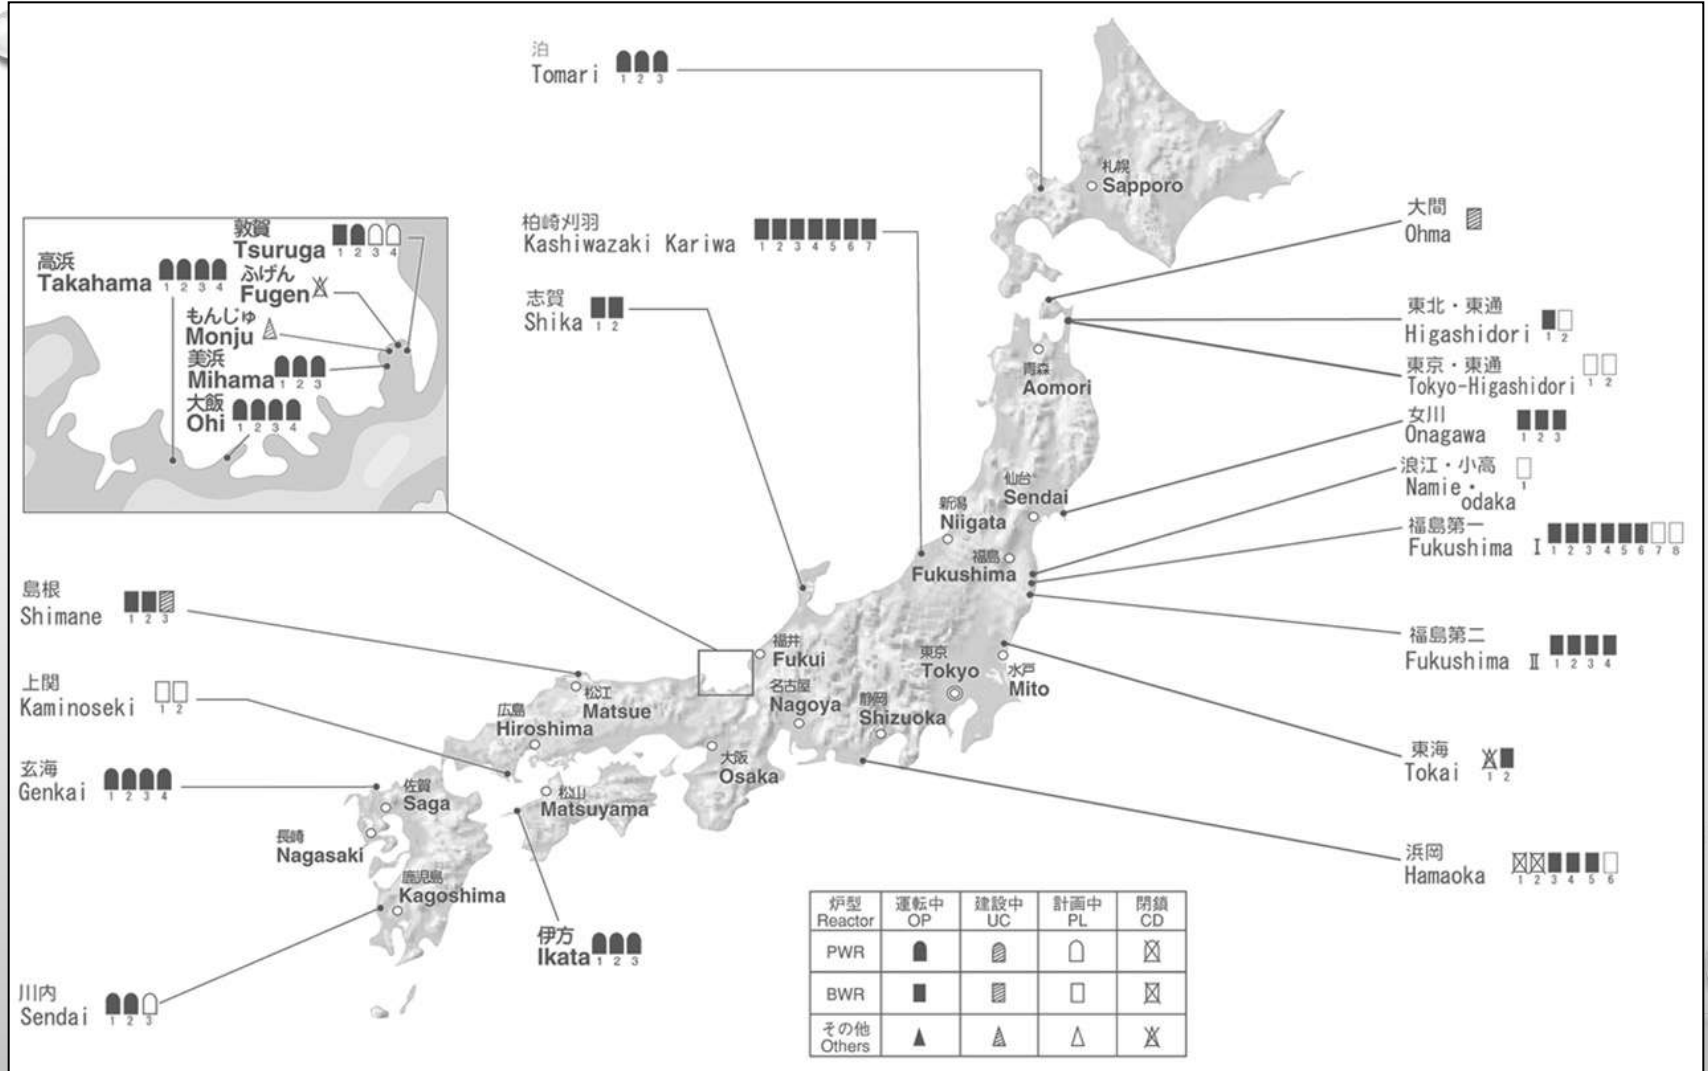 泊
Tomari
1 2 3
柏崎刈羽
Kashiwazaki Kariwa
1 2 3 4 5 6 7
志賀
Shika
1 2
敦賀
Tsuruga
1 2 3 4
高浜
Takahama
1 2 3 4
ふげん
Fugen
もんじゅ
Monju
美浜
Mihama
1 2 3
大飯
Ohi
1 2 3 4
島根
Shimane
1 2 3
上関
Kaminoseki
1 2
玄海
Genkai
1 2 3 4
川内
Sendai
1 2 3
伊方
Ikata
1 2 3
札幌
Sapporo
青森
Aomori
仙台
Sendai
新潟
Niigata
福島
Fukushima
福井
Fukui
東京
Tokyo
水戸
Mito
名古屋
Nagoya
静岡
Shizuoka
松江
Matsue
広島
Hiroshima
大阪
Osaka
松山
Matsuyama
佐賀
Saga
長崎
Nagasaki
鹿児島
Kagoshima
大間
Ohma
東北・東通
Higashidori
1 2
東京・東通
Tokyo-Higashidori
1 2
女川
Onagawa
1 2 3
浪江・小高
Namie・
odaka
1
福島第一
Fukushima Ⅰ
1 2 3 4 5 6 7 8
福島第二
Fukushima Ⅱ
1 2 3 4
東海
Tokai
1 2
浜岡
Hamaoka
1 2 3 4 5 6
炉型 運転中 建設中 計画中 閉鎖
Reactor OP UC PL CD
PWR
BWR
その他
Others